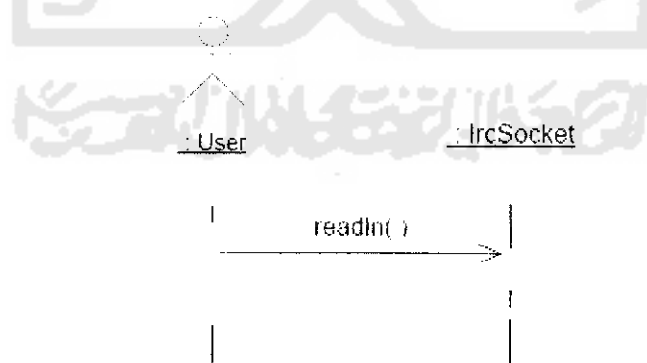 : User
: IrcSocket
readln( )